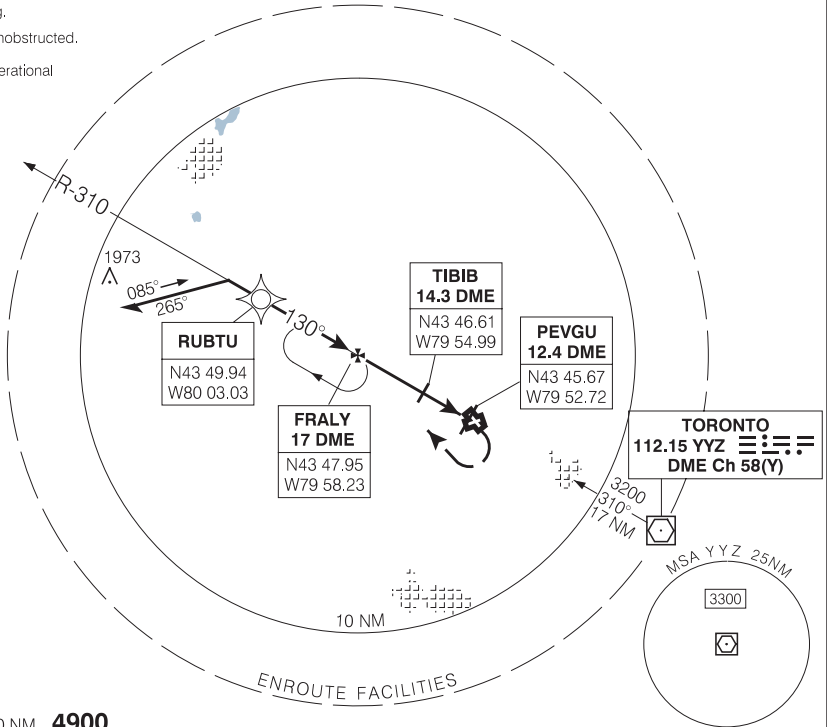 g.
nobstructed.
erational
R-310
1973
085°
265°
130°
RUBTU
N43 49.94
W80 03.03
TIBIB
14.3 DME
N43 46.61
W79 54.99
PEVGU
12.4 DME
N43 45.67
W79 52.72
FRALY
17 DME
N43 47.95
W79 58.23
TORONTO
112.15 YYZ
DME Ch 58(Y)
3200
310°
17 NM
MSA YYZ 25NM
3300
10 NM
ENROUTE FACILITIES
0 NM 4900